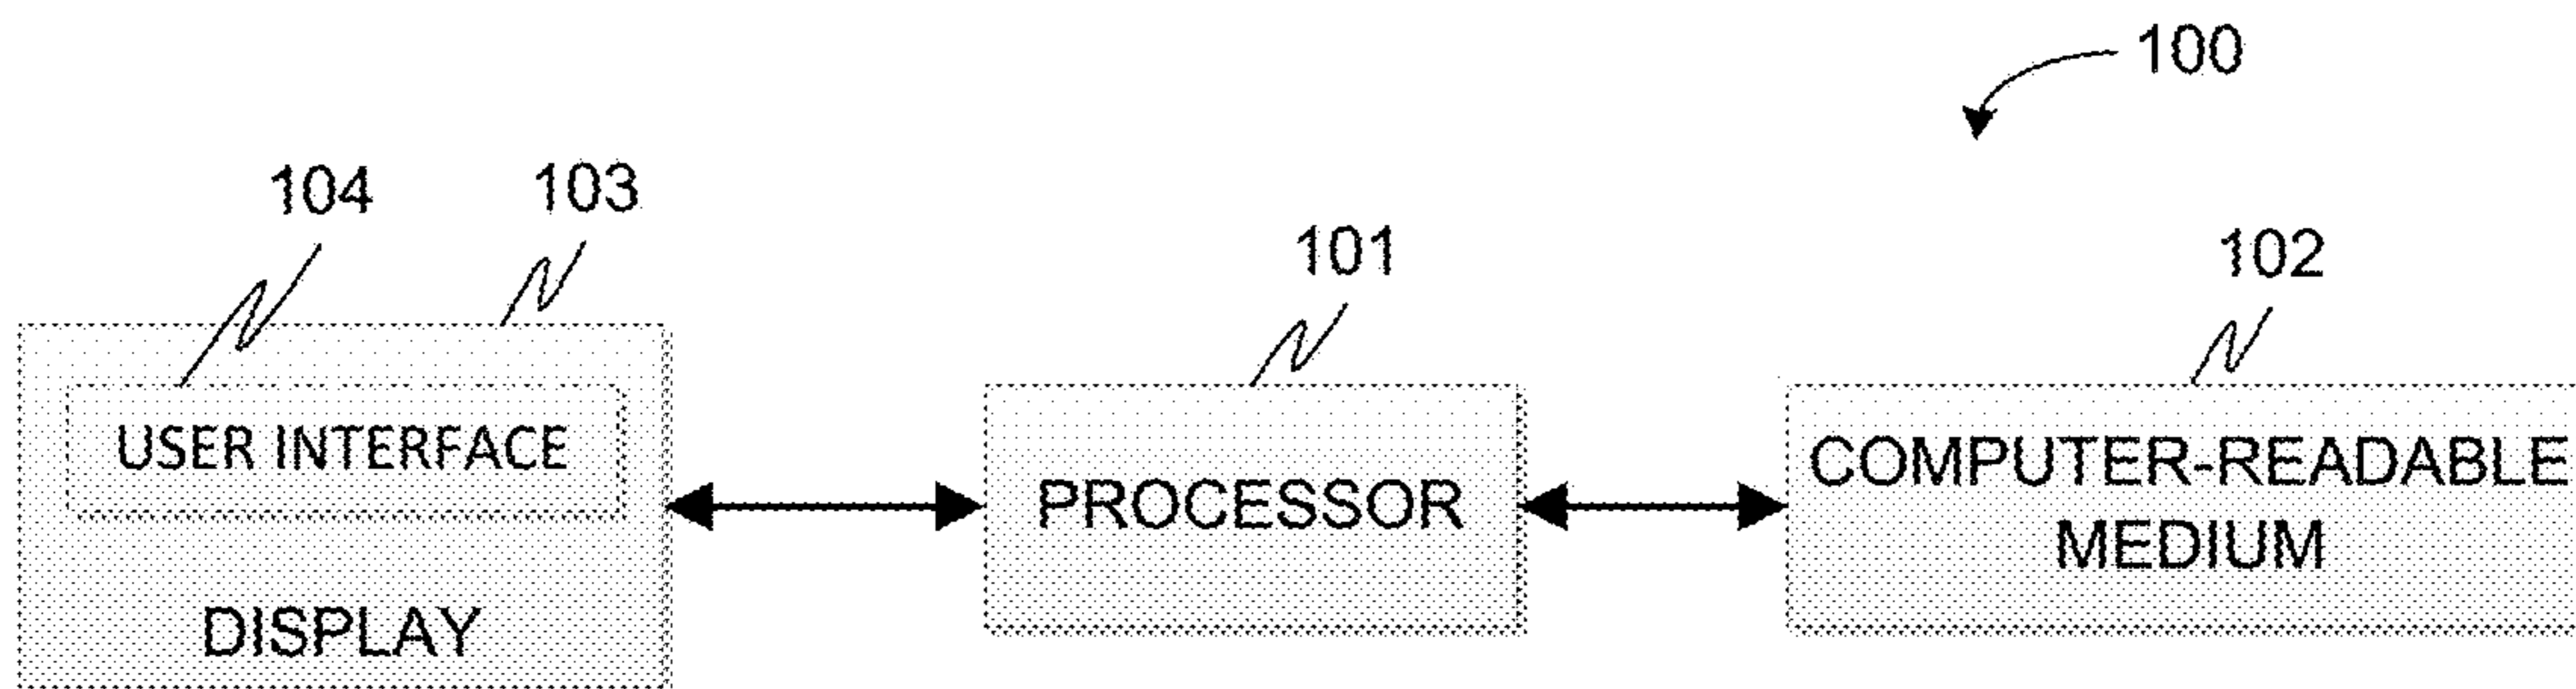 100
104
103
101
102
USER INTERFACE
DISPLAY
PROCESSOR
COMPUTER-READABLE
MEDIUM